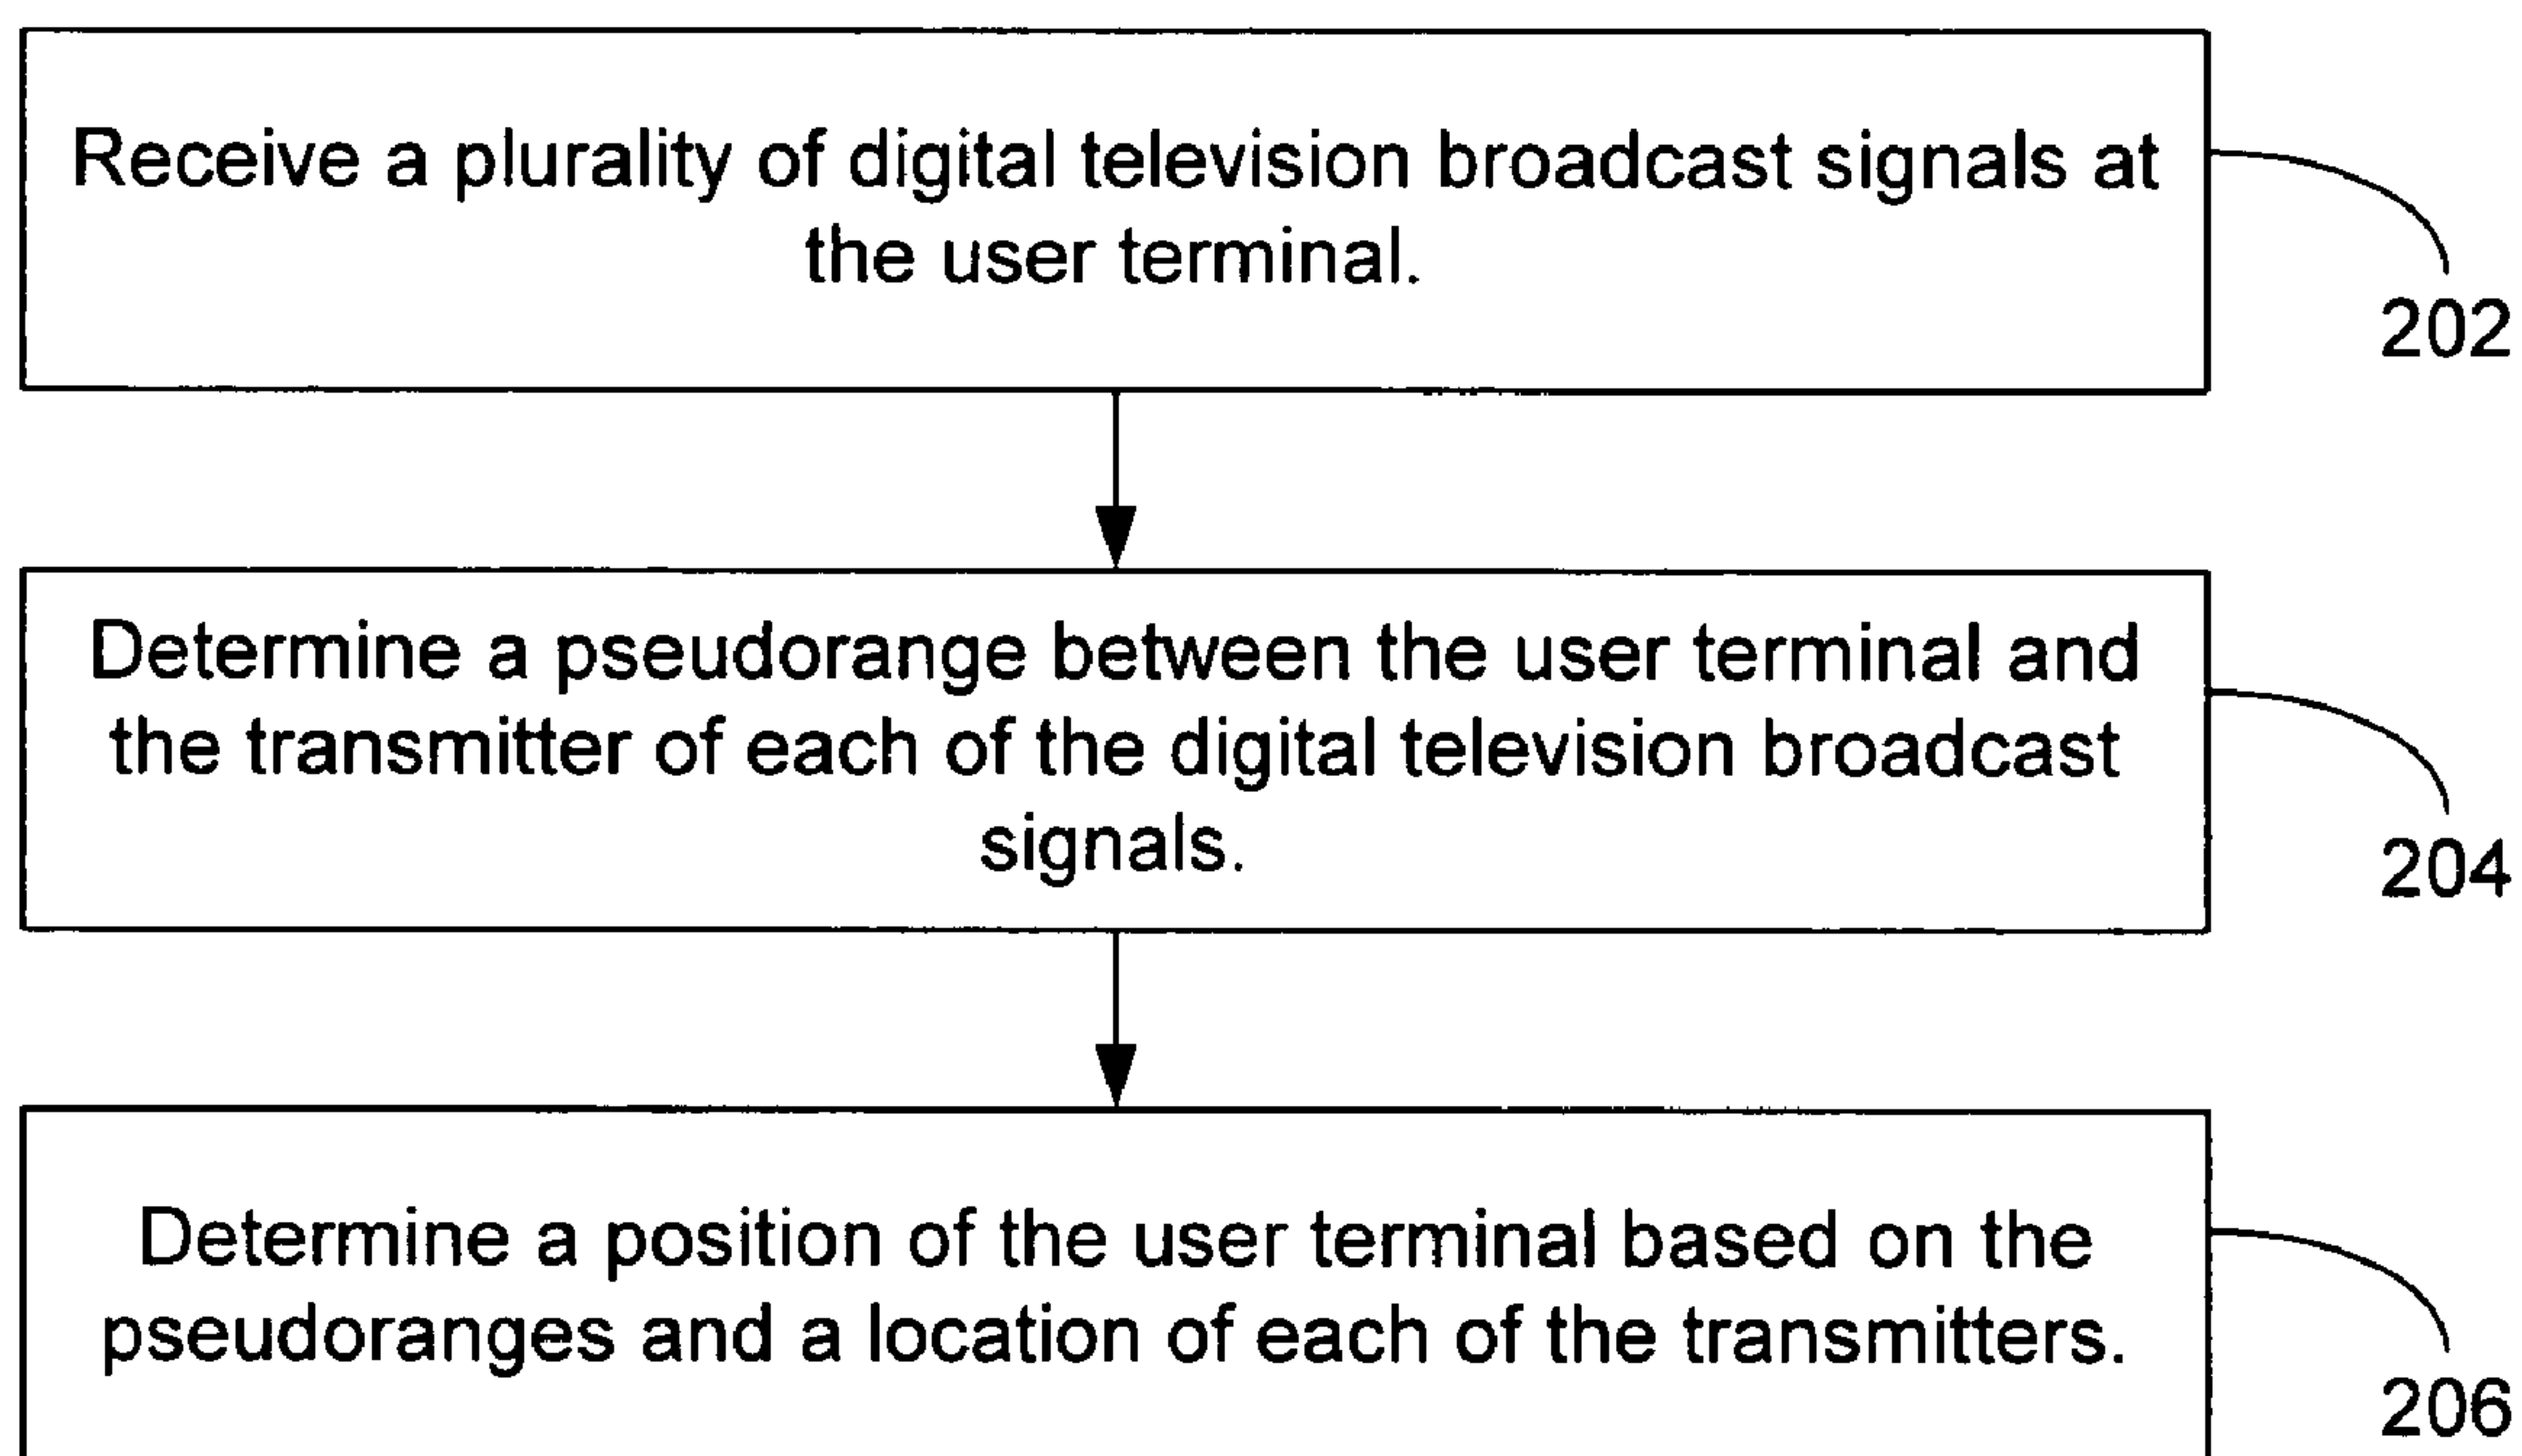 Receive a plurality of digital television broadcast signals at
the user terminal.
202
Determine a pseudorange between the user terminal and
the transmitter of each of the digital television broadcast
signals.
204
Determine a position of the user terminal based on the
pseudoranges and a location of each of the transmitters.
206